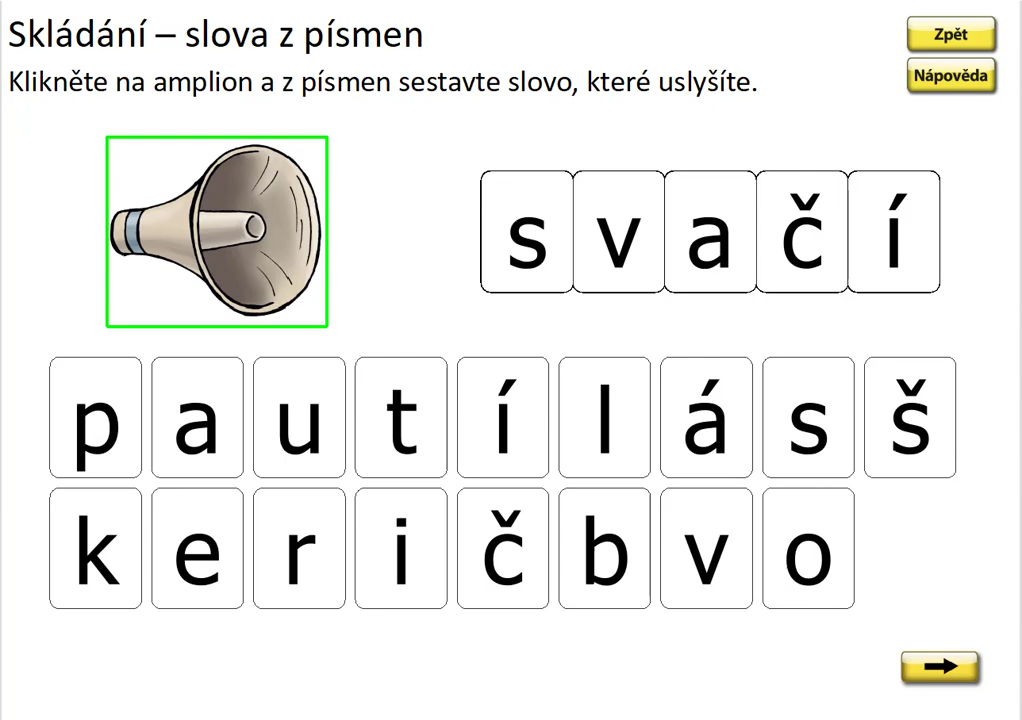 Skládání – slova z písmen
Zpět
Klikněte na amplion a z písmen sestavte slovo, které uslyšíte.
Nápověda
s v a č í
p a u t í l á s š
k e r i č b v o